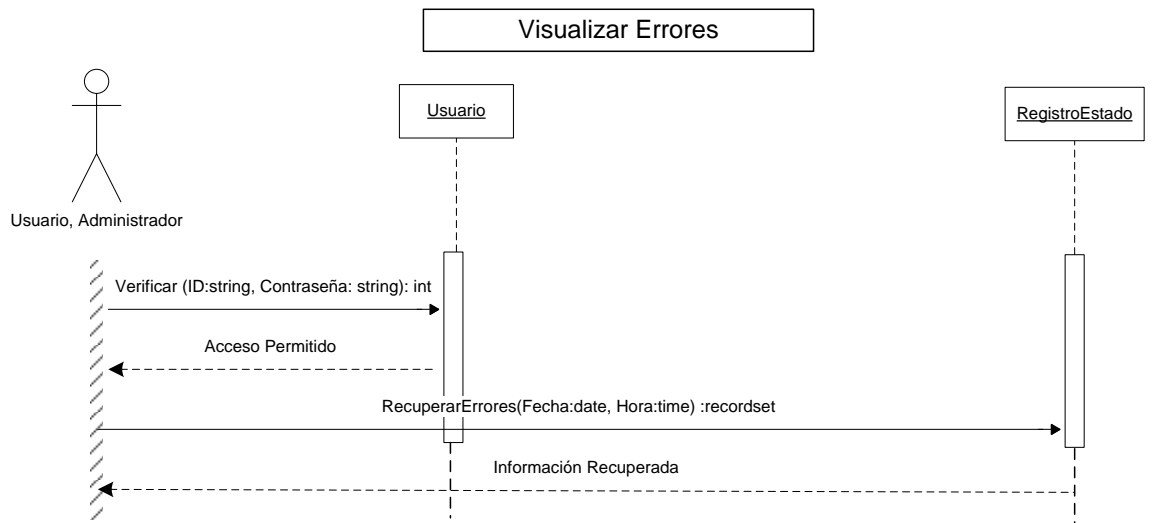 Visualizar Errores
Usuario
RegistroEstado
Usuario, Administrador
Verificar (ID:string, Contraseña: string): int
Acceso Permitido
RecuperarErrores(Fecha:date, Hora:time) :recordset
Información Recuperada